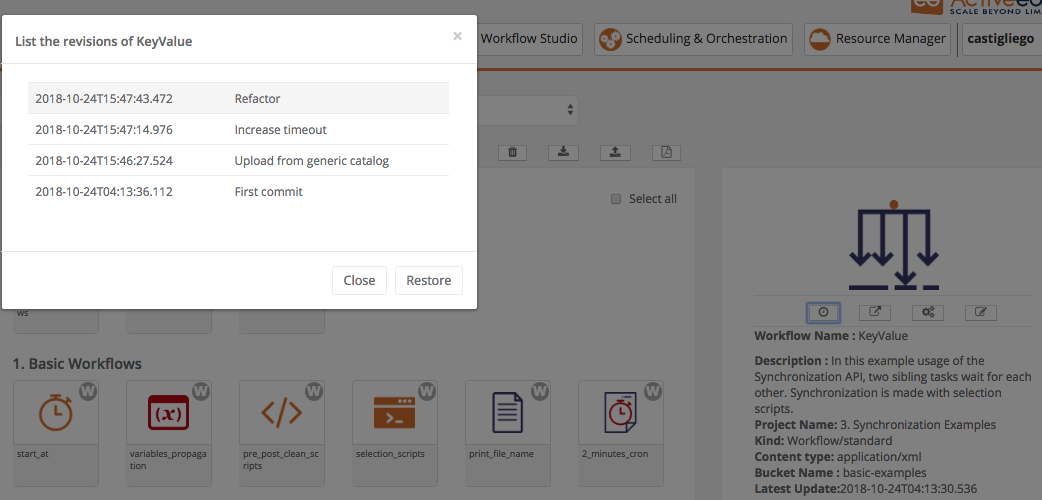 SCALE BEYOND LIM
List the revisions of KeyValue ×
Workflow Studio
Scheduling & Orchestration
Resource Manager
castigliego
2018-10-24T15:47:43.472 Refactor
2018-10-24T15:47:14.976 Increase timeout
2018-10-24T15:46:27.524 Upload from generic catalog
2018-10-24T04:13:36.112 First commit
Close
Restore
Select all
ws
1. Basic Workflows
W
W
W
W
W
W
(x)
start_at
variables_propaga
tion
pre_post_clean_sc
ripts
selection_scripts
print_file_name
2_minutes_cron
Workflow Name : KeyValue
Description : In this example usage of the
Synchronization API, two sibling tasks wait for each
other. Synchronization is made with selection
scripts.
Project Name: 3. Synchronization Examples
Kind: Workflow/standard
Content type: application/xml
Bucket Name : basic-examples
Latest Update:2018-10-24T04:13:30.536